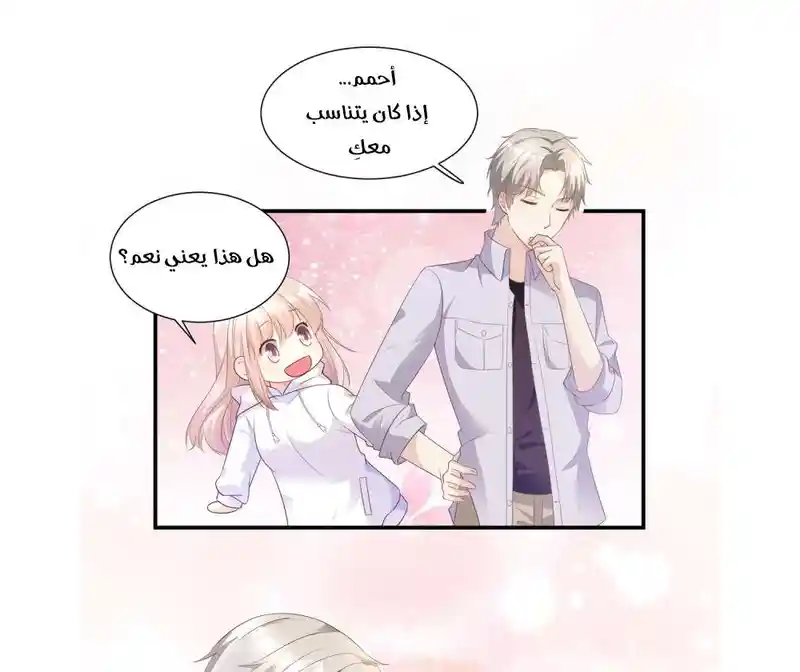 أحمم...
إذا كان يتناسب
معكِ
هل هذا يعني نعم؟